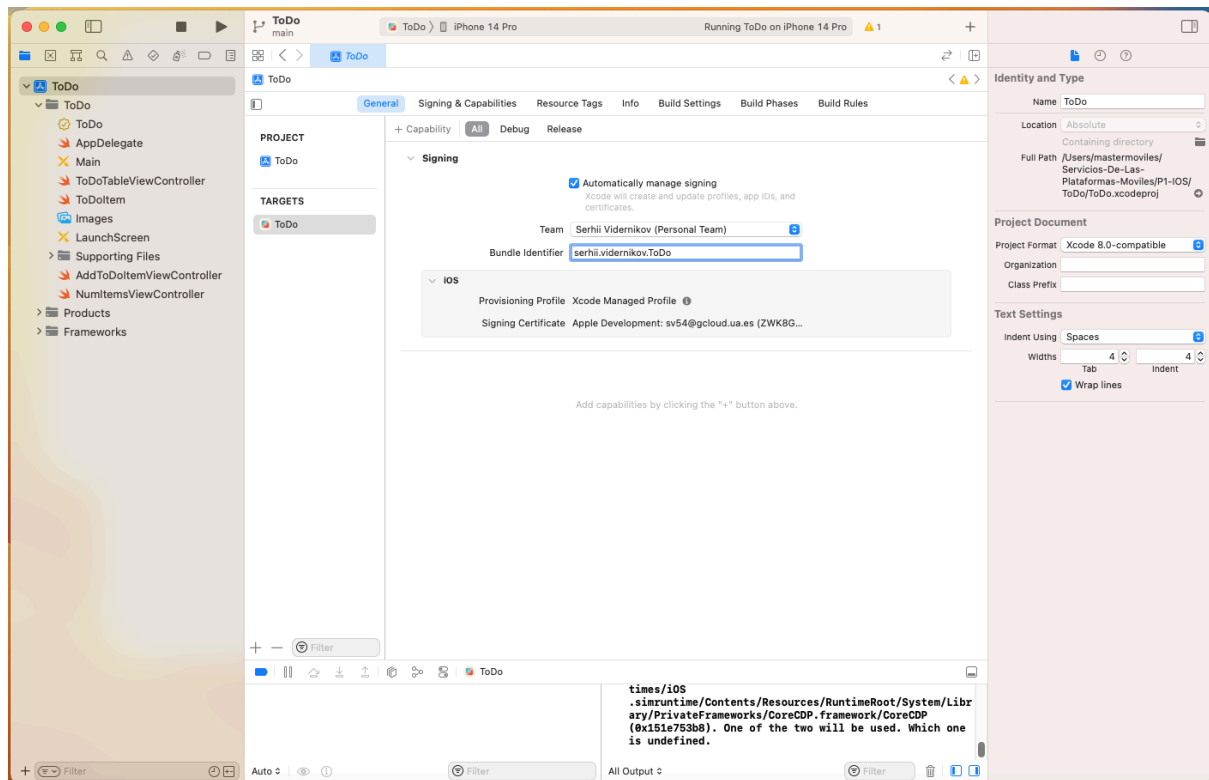 ToDo
main
ToDo 〉 iPhone 14 Pro
Running ToDo on iPhone 14 Pro
1
ToDo
ToDo
ToDo
ToDo
AppDelegate
Main
ToDoTableViewController
ToDoItem
Images
LaunchScreen
Supporting Files
AddToDoItemViewController
NumItemsViewController
Products
Frameworks
Filter
ToDo
ToDo
General Signing & Capabilities Resource Tags Info Build Settings Build Phases Build Rules
PROJECT
ToDo
TARGETS
ToDo
Filter
+ Capability All Debug Release
Signing
Automatically manage signing
Xcode will create and update profiles, app IDs, and
certificates.
Team Serhii Vidernikov (Personal Team)
Bundle Identifier serhii.vidernikov.ToDo
iOS
Provisioning Profile Xcode Managed Profile
Signing Certificate Apple Development: sv54@gcloud.ua.es (ZWK8G...
Add capabilities by clicking the "+" button above.
ToDo
times/iOS
.simruntime/Contents/Resources/RuntimeRoot/System/Libr
ary/PrivateFrameworks/CoreCDP.framework/CoreCDP
(0x151e753b8). One of the two will be used. Which one
is undefined.
Auto
Filter
All Output
Filter
Identity and Type
Name ToDo
Location Absolute
Containing directory
Full Path /Users/mastermoviles/
Servicios-De-Las-
Plataformas-Moviles/P1-IOS/
ToDo/ToDo.xcodeproj
Project Document
Project Format Xcode 8.0-compatible
Organization
Class Prefix
Text Settings
Indent Using Spaces
Widths 4 4
Tab Indent
Wrap lines